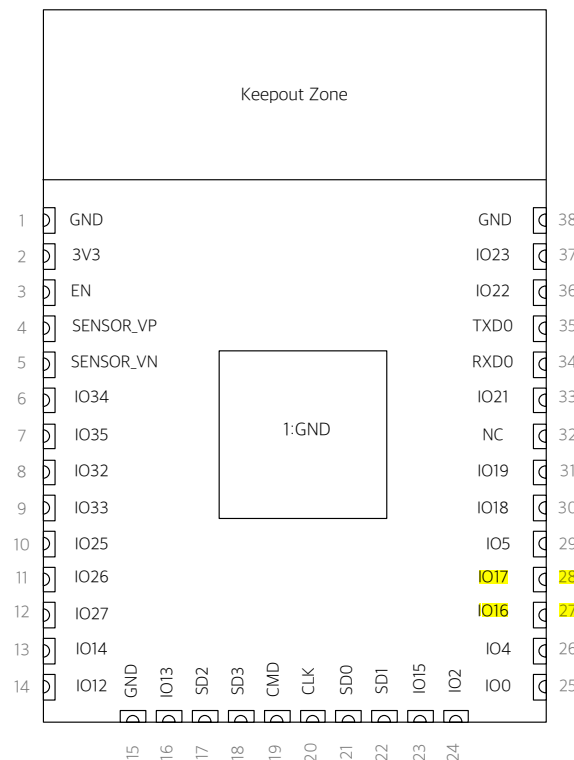 Keepout Zone
1 GND GND 38
2 3V3 IO23 37
3 EN IO22 36
4 SENSOR_VP TXD0 35
5 SENSOR_VN RXD0 34
6 IO34 IO21 33
7 IO35 1:GND NC 32
8 IO32 IO19 31
9 IO33 IO18 30
10 IO25 IO5 29
11 IO26 IO17 28
12 IO27 IO16 27
13 IO14 IO4 26
14 IO12 GND IO13 SD2 SD3 CMD CLK SD0 SD1 IO15 IO2 IO0 25
15 16 17 18 19 20 21 22 23 24